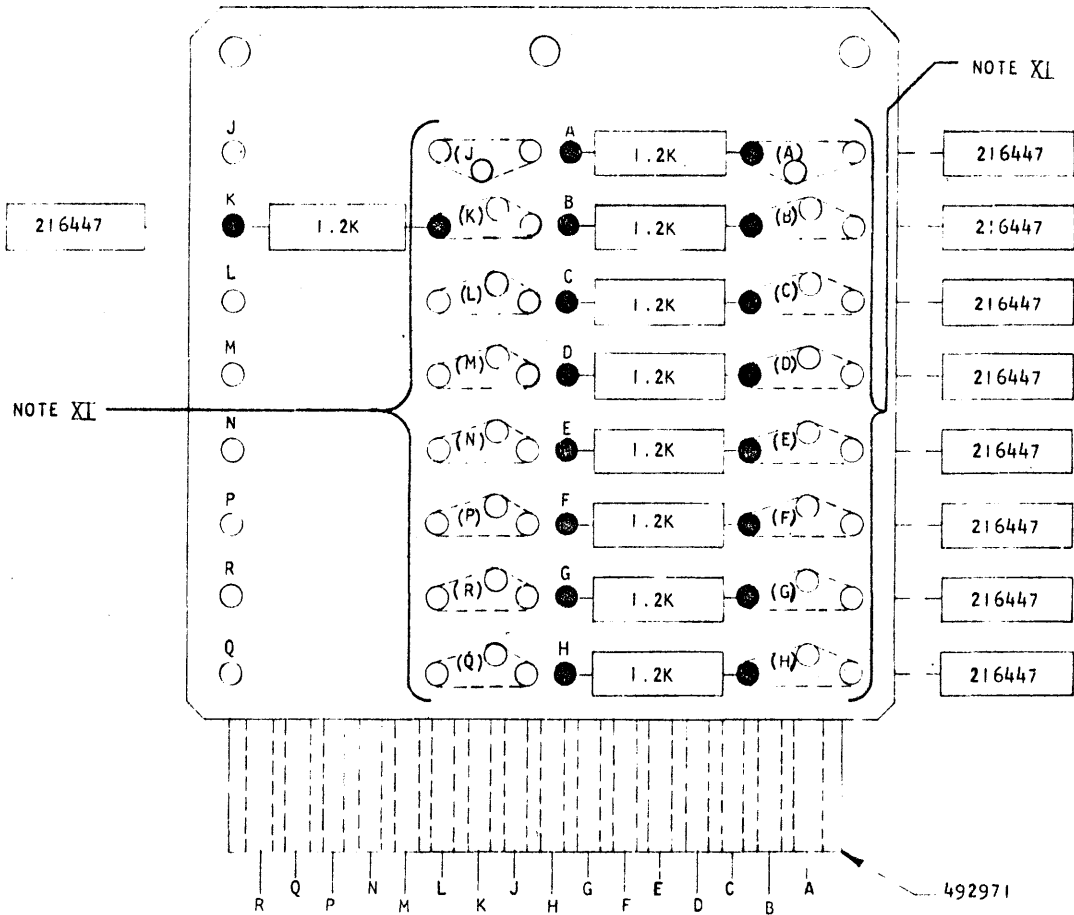 NOTE XI
J (J A 1.2K (A) 216447
216447 K 1.2K (K) B 1.2K (B) 216447
L (L) C 1.2K (C) 216447
M (M) D 1.2K (D) 216447
NOTE XI
N (N) E 1.2K (E) 216447
P (P) F 1.2K (F) 216447
R (R) G 1.2K (G) 216447
Q (Q) H 1.2K (H) 216447
R Q P N M L K J H G F E D C B A
492971